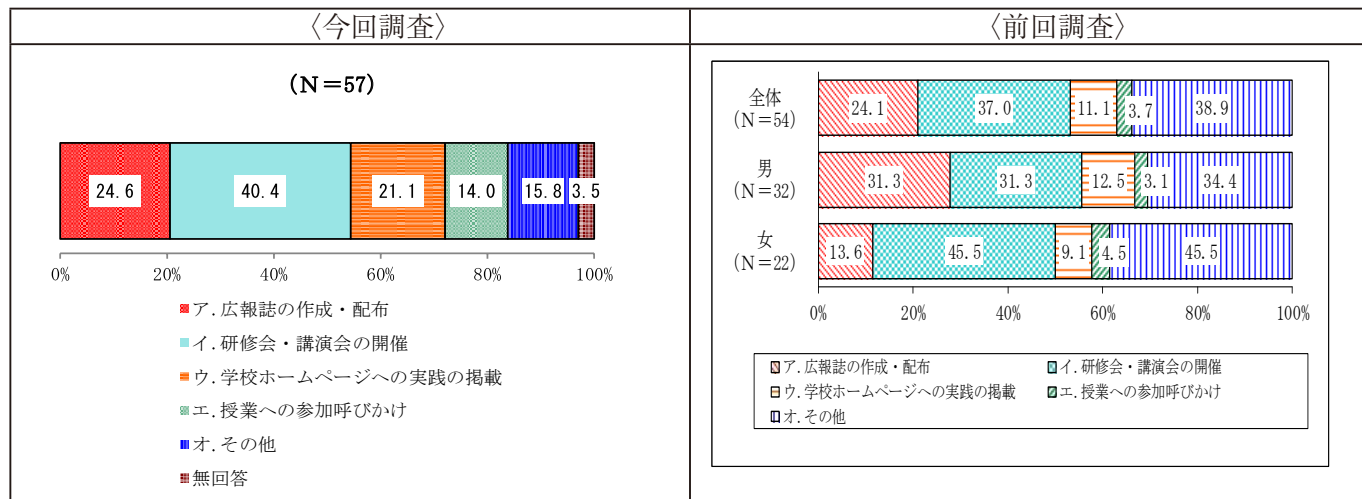 〈今回調査〉
(N=57)
24.6 40.4 21.1 14.0 15.8 3.5
0% 20% 40% 60% 80% 100%
ア.広報誌の作成・配布
イ.研修会・講演会の開催
ウ.学校ホームページへの実践の掲載
エ.授業への参加呼びかけ
オ.その他
無回答
〈前回調査〉
全体
(N=54)
24.1 37.0 11.1 3.7 38.9
男
(N=32)
31.3 31.3 12.5 3.1 34.4
女
(N=22)
13.6 45.5 9.1 4.5 45.5
0% 20% 40% 60% 80% 100%
ア.広報誌の作成・配布 イ.研修会・講演会の開催
ウ.学校ホームページへの実践の掲載 エ.授業への参加呼びかけ
オ.その他